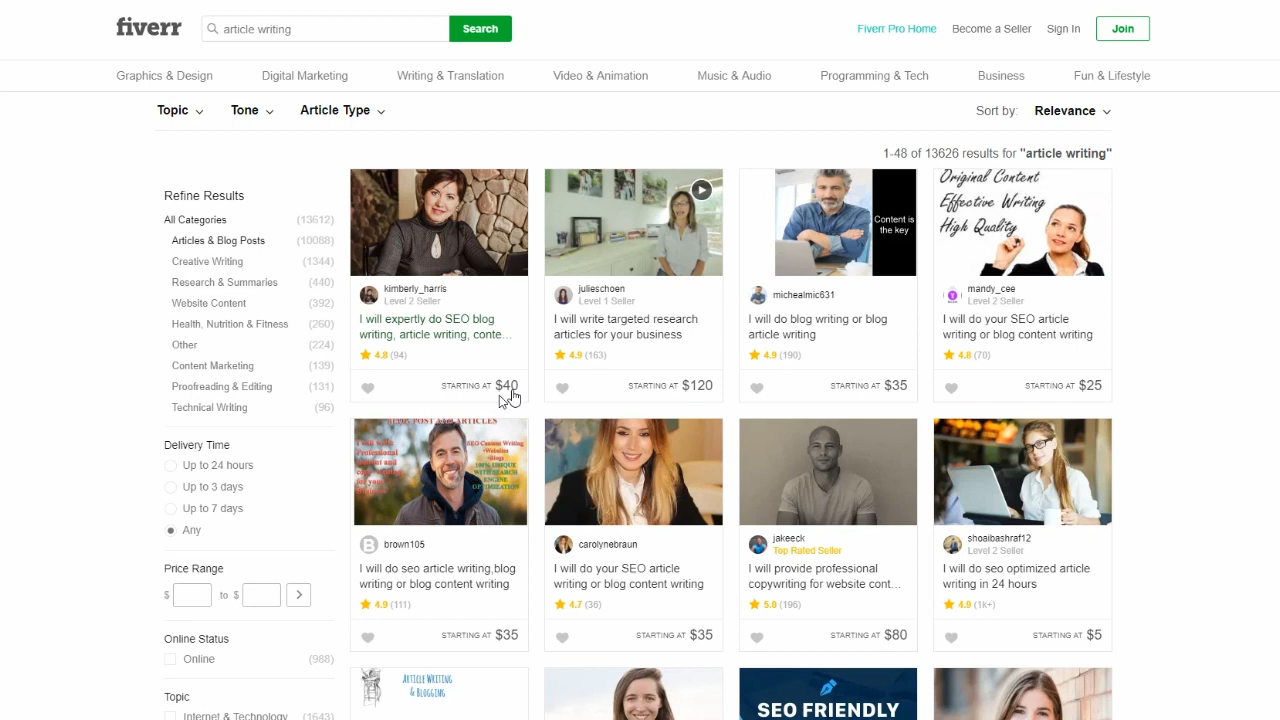 fiverr
article writing
Search
Fiverr Pro Home
Become a Seller
Sign In
Join
Graphics & Design
Digital Marketing
Writing & Translation
Video & Animation
Music & Audio
Programming & Tech
Business
Fun & Lifestyle
Topic
Tone
Article Type
Sort by: Relevance
1-48 of 13626 results for "article writing"
Refine Results
All Categories (13612)
Articles & Blog Posts (10088)
Creative Writing (1344)
Research & Summaries (440)
Website Content (392)
Health, Nutrition & Fitness (260)
Other (224)
Content Marketing (139)
Proofreading & Editing (131)
Technical Writing (96)
Delivery Time
Up to 24 hours
Up to 3 days
Up to 7 days
Any
Price Range
$ to $
Online Status
Online (988)
Topic
Internet & Technology (1643)
kimberly_harris
Level 2 Seller
I will expertly do SEO blog
writing, article writing, conte...
4.8 (94)
STARTING AT $40
julieschoen
Level 1 Seller
I will write targeted research
articles for your business
4.9 (163)
STARTING AT $120
Content is
the key
michealmic631
I will do blog writing or blog
article writing
4.9 (190)
STARTING AT $35
Original Content
Effective Writing
High Quality
mandy_cee
Level 2 Seller
I will do your SEO article
writing or blog content writing
4.8 (70)
STARTING AT $25
SEO Content Writing
•Websites
•Blogs
100% UNIQUE
WITH SEARCH
ENGINE
OPTIMIZATION
B
brown105
I will do seo article writing,blog
writing or blog content writing
4.9 (111)
STARTING AT $35
carolynebraun
I will do your SEO article
writing or blog content writing
4.7 (36)
STARTING AT $35
jakeeck
Top Rated Seller
I will provide professional
copywriting for website cont...
5.0 (196)
STARTING AT $80
shoaibashraf12
Level 2 Seller
I will do seo optimized article
writing in 24 hours
4.9 (1k+)
STARTING AT $5
ARTICLE WRITING
& BLOGGING
SEO FRIENDLY